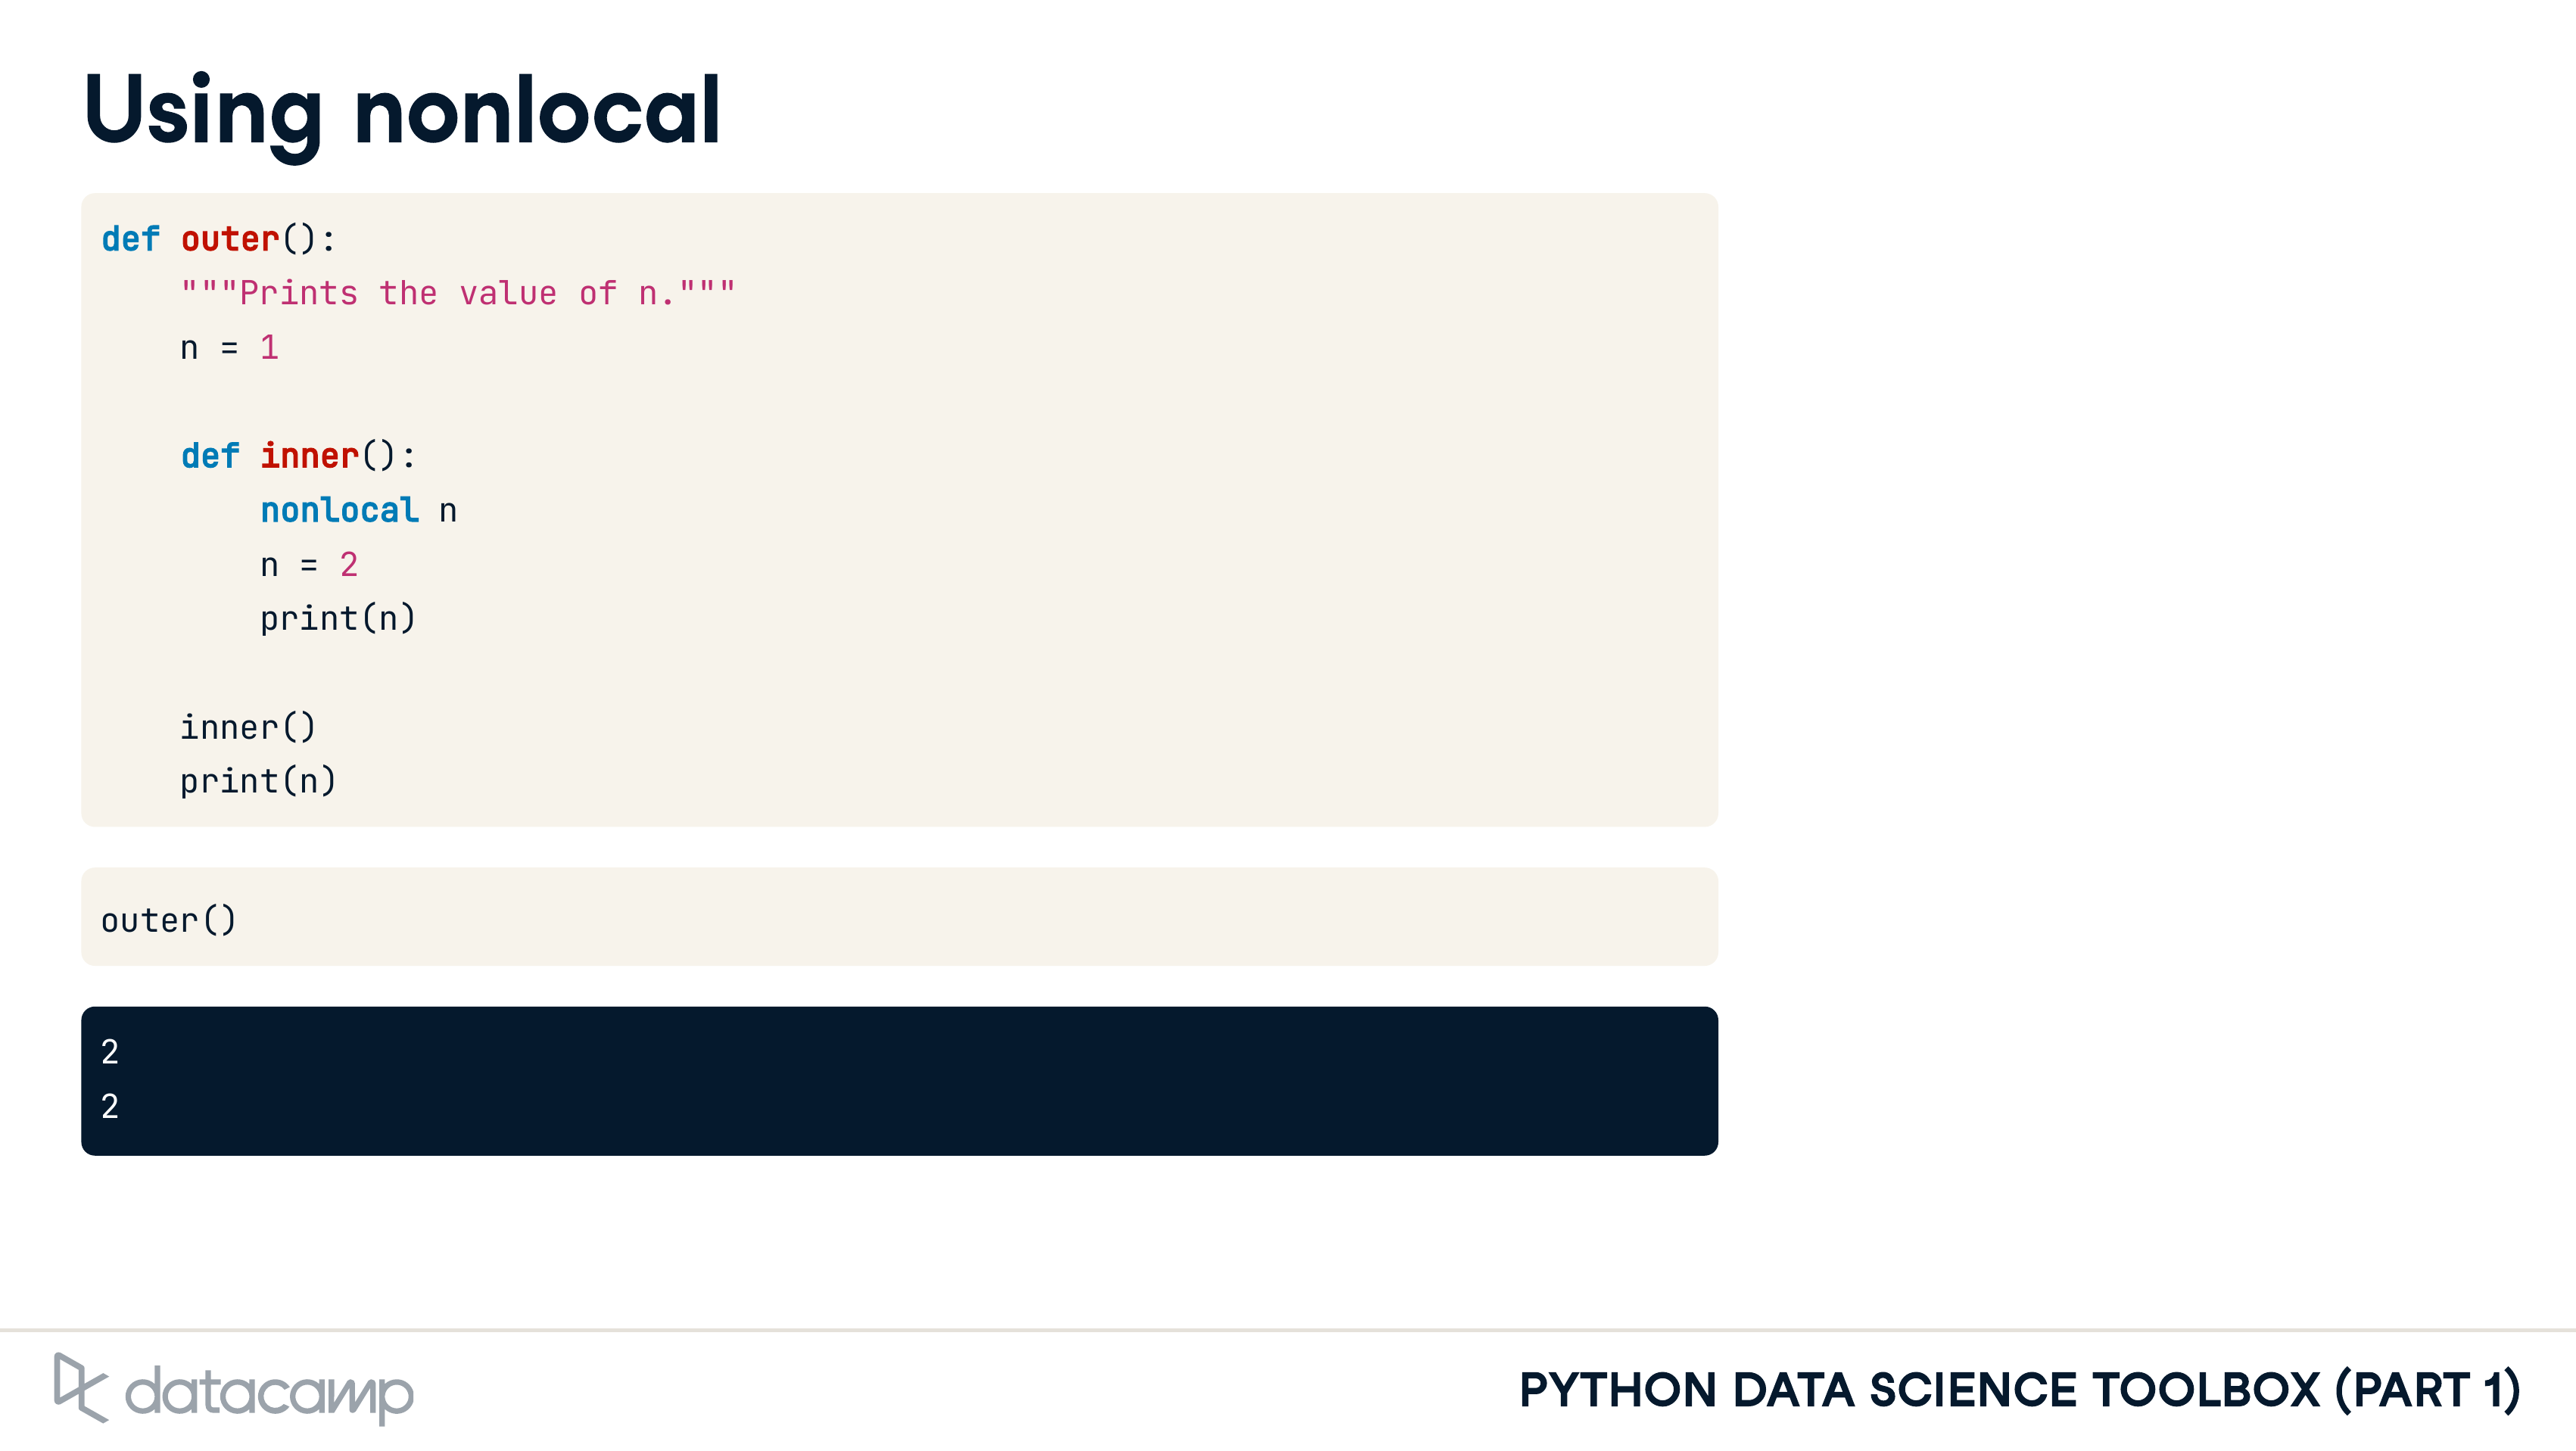 Using nonlocal
def outer():
    """Prints the value of n."""
    n = 1
    def inner():
        nonlocal n
        n = 2
        print(n)
    inner()
    print(n)
outer()
2
2
datacamp
PYTHON DATA SCIENCE TOOLBOX (PART 1)